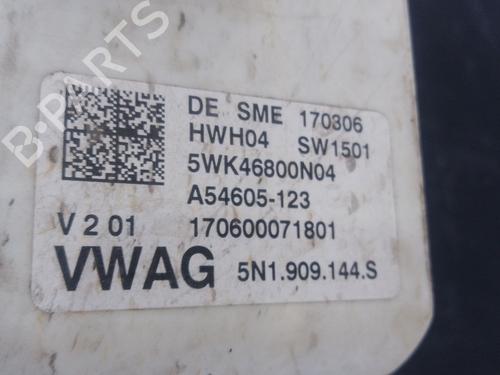 B-PARTS
DE SME 170306
HWH04 SW1501
5WK46800N04
A54605-123
V 2 01 170600071801
VWAG 5N1.909.144.S